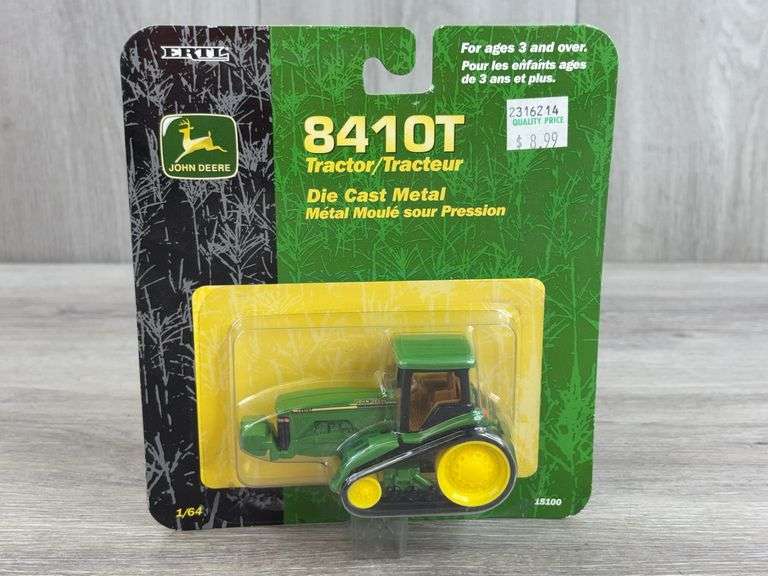 ERTL
JOHN DEERE
For ages 3 and over.
Pour les enfants ages
de 3 ans et plus.
2316214
QUALITY PRICE
$ 8.99
8410T
Tractor/Tracteur
Die Cast Metal
Métal Moulé sour Pression
1/64
15100